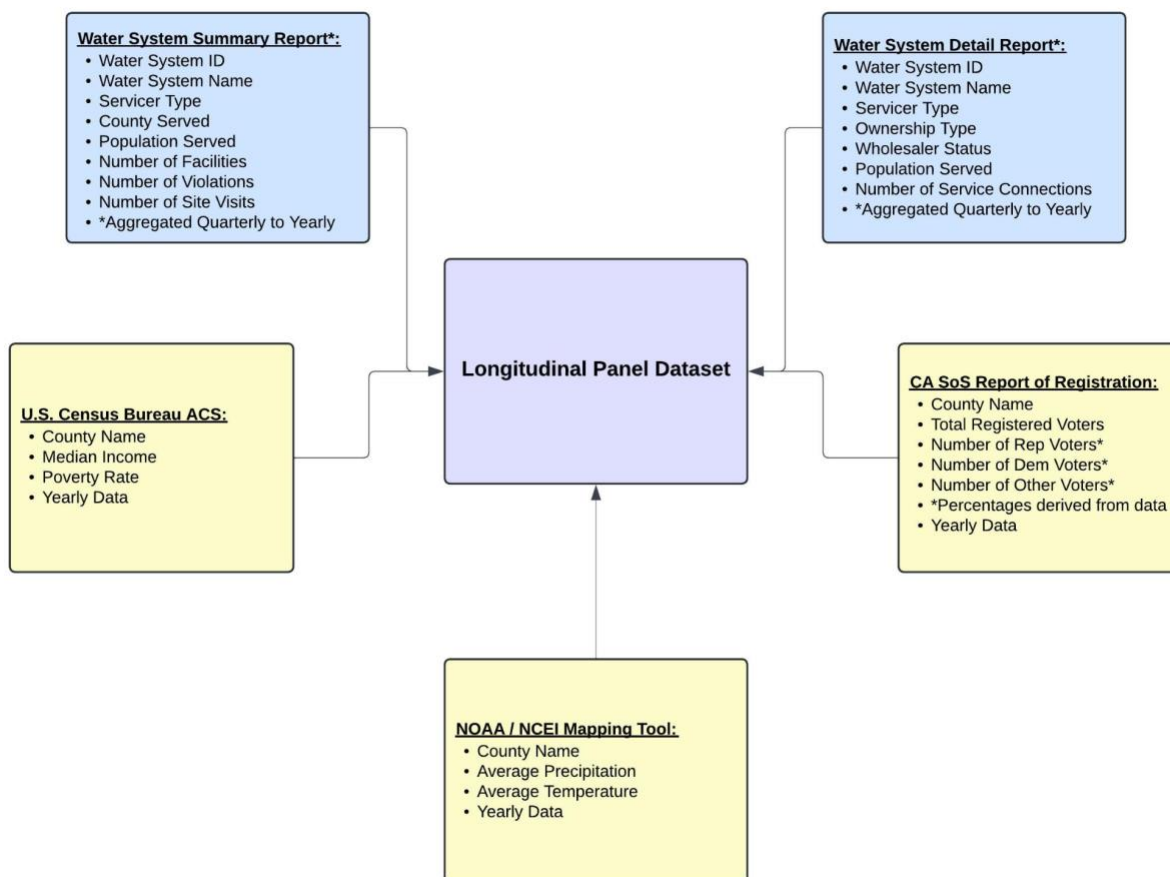 Water System Summary Report*:
• Water System ID
• Water System Name
• Servicer Type
• County Served
• Population Served
• Number of Facilities
• Number of Violations
• Number of Site Visits
• *Aggregated Quarterly to Yearly
Water System Detail Report*:
• Water System ID
• Water System Name
• Servicer Type
• Ownership Type
• Wholesaler Status
• Population Served
• Number of Service Connections
• *Aggregated Quarterly to Yearly
Longitudinal Panel Dataset
U.S. Census Bureau ACS:
• County Name
• Median Income
• Poverty Rate
• Yearly Data
CA SoS Report of Registration:
• County Name
• Total Registered Voters
• Number of Rep Voters*
• Number of Dem Voters*
• Number of Other Voters*
• *Percentages derived from data
• Yearly Data
NOAA / NCEI Mapping Tool:
• County Name
• Average Precipitation
• Average Temperature
• Yearly Data